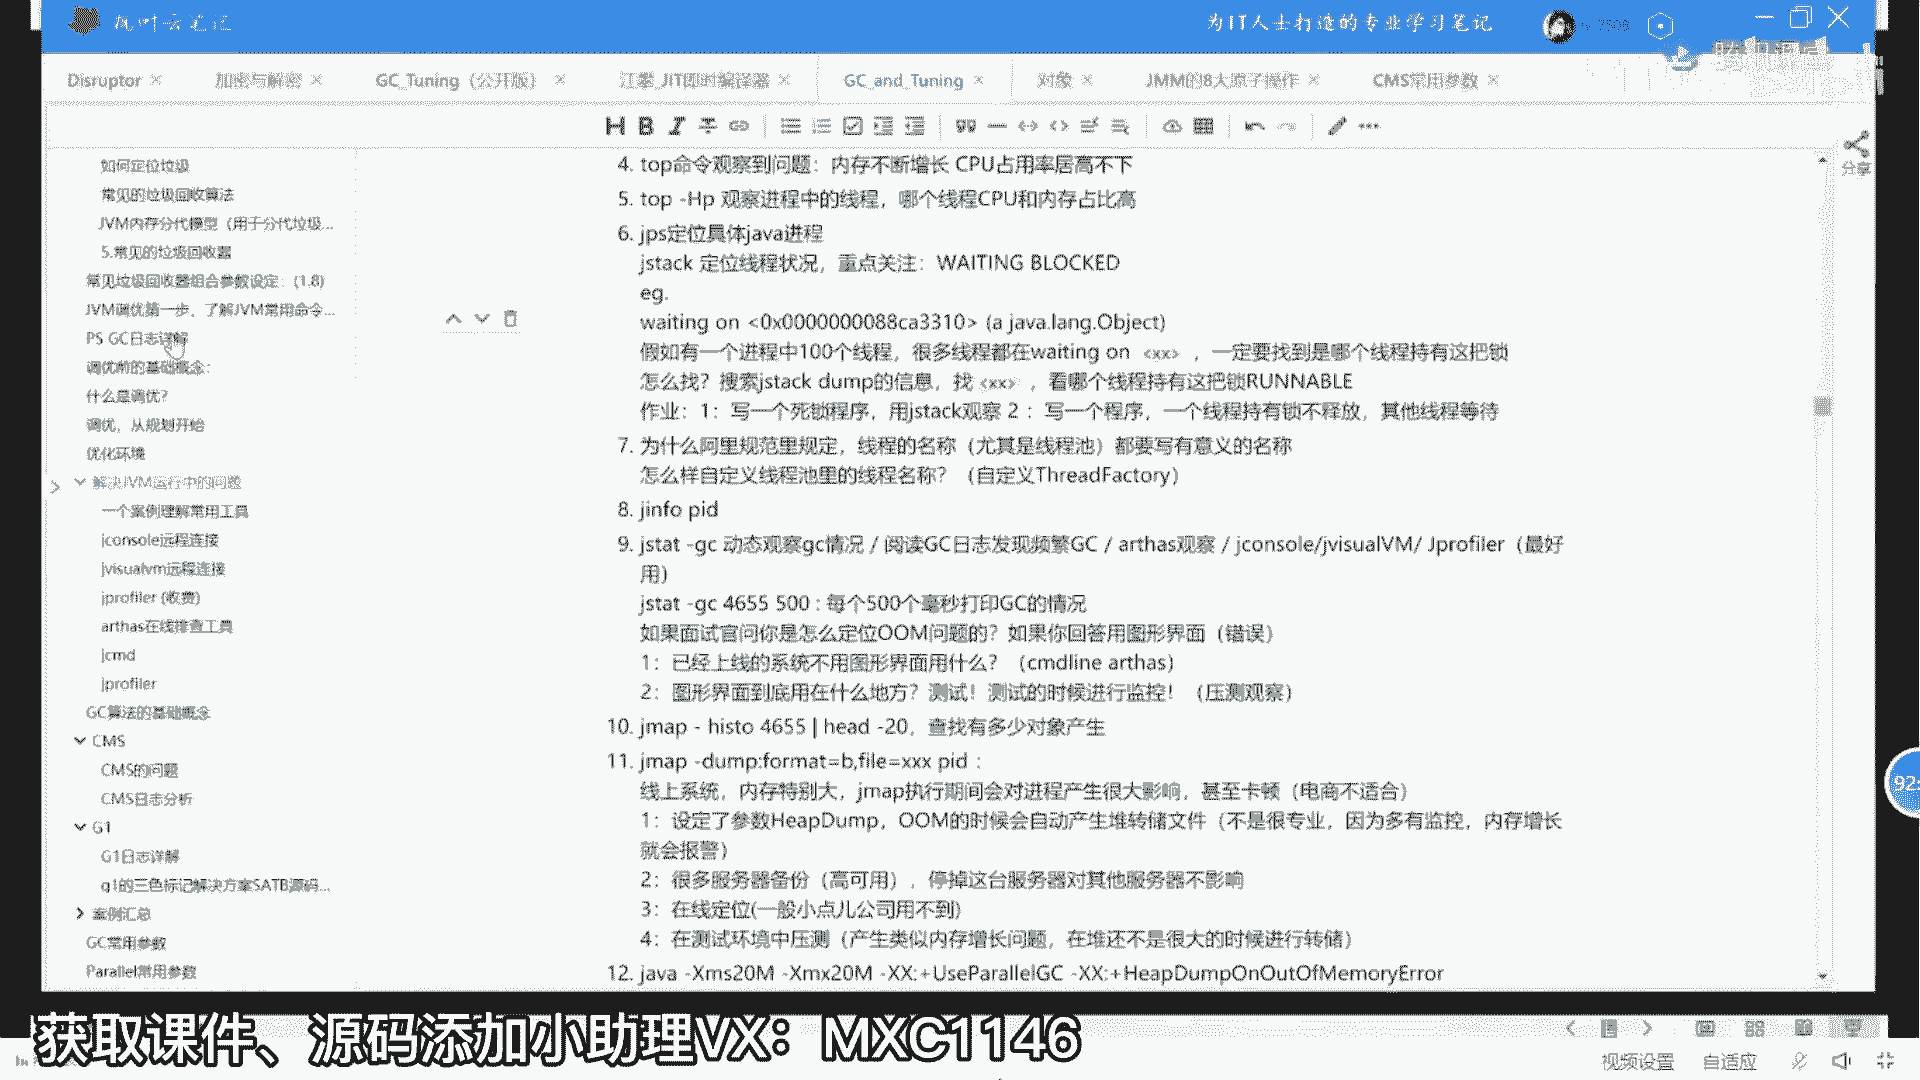 为IT人士打造的专业学习笔记
Disruptor
加密与解密
GC_Tuning（公开版）
JIT即时编译器
GC_and_Tuning
对象
JMM的8大原子操作
CMS常用参数
分享
如何定位垃圾
常见的垃圾回收算法
JVM内存分代模型（用于分代垃圾...
5.常见的垃圾回收器
常见垃圾回收器组合参数设定：(1.8)
JVM调优第一步，了解JVM常用命令...
PS GC日志详解
调优前的基础概念：
什么是调优？
调优，从规划开始
优化环境
解决JVM运行中的问题
一个案例理解常用工具
jconsole远程连接
jvisualvm远程连接
jprofiler (收费)
arthas在线排查工具
jcmd
jprofiler
GC算法的基础概念
CMS
CMS的问题
CMS日志分析
G1
G1日志详解
g1的三色标记解决方案SATB源码...
案例汇总
GC常用参数
Parallel常用参数
4. top命令观察到问题：内存不断增长 CPU占用率居高不下
5. top -Hp 观察进程中的线程，哪个线程CPU和内存占比高
6. jps定位具体java进程
jstack 定位线程状况，重点关注：WAITING BLOCKED
eg.
waiting on <0x0000000088ca3310> (a java.lang.Object)
假如有一个进程中100个线程，很多线程都在waiting on <xx> ，一定要找到是哪个线程持有这把锁
怎么找？搜索jstack dump的信息，找 <xx> ，看哪个线程持有这把锁RUNNABLE
作业：1：写一个死锁程序，用jstack观察 2 ：写一个程序，一个线程持有锁不释放，其他线程等待
7. 为什么阿里规范里规定，线程的名称（尤其是线程池）都要写有意义的名称
怎么样自定义线程池里的线程名称？（自定义ThreadFactory）
8. jinfo pid
9. jstat -gc 动态观察gc情况 / 阅读GC日志发现频繁GC / arthas观察 / jconsole/jvisualVM/ Jprofiler（最好
用）
jstat -gc 4655 500 : 每个500个毫秒打印GC的情况
如果面试官问你是怎么定位OOM问题的？如果你回答用图形界面（错误）
1：已经上线的系统不用图形界面用什么？（cmdline arthas）
2：图形界面到底用在什么地方？测试！测试的时候进行监控！（压测观察）
10. jmap - histo 4655 | head -20，查找有多少对象产生
11. jmap -dump:format=b,file=xxx pid ：
线上系统，内存特别大，jmap执行期间会对进程产生很大影响，甚至卡顿（电商不适合）
1：设定了参数HeapDump，OOM的时候会自动产生堆转储文件（不是很专业，因为多有监控，内存增长
就会报警）
2：很多服务器备份（高可用），停掉这台服务器对其他服务器不影响
3：在线定位(一般小点儿公司用不到)
4：在测试环境中压测（产生类似内存增长问题，在堆还不是很大的时候进行转储）
12. java -Xms20M -Xmx20M -XX:+UseParallelGC -XX:+HeapDumpOnOutOfMemoryError
获取课件、源码添加小助理VX：MXC1146
视频设置
自适应